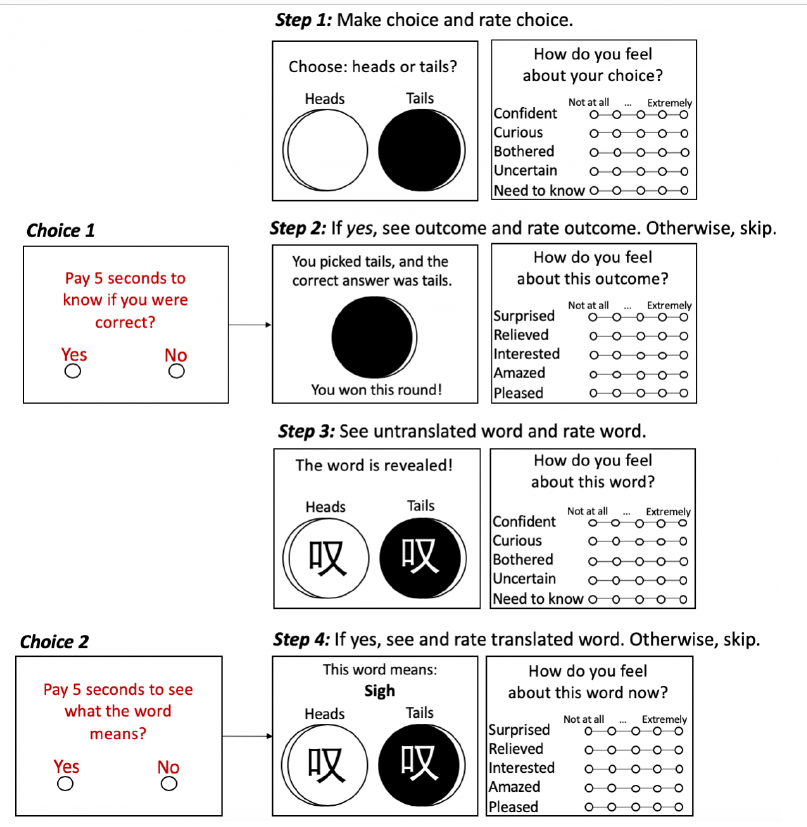 Step 1: Make choice and rate choice.
Choose: heads or tails?
Heads Tails
How do you feel
about your choice?
Not at all ... Extremely
Confident
Curious
Bothered
Uncertain
Need to know
Choice 1
Pay 5 seconds to
know if you were
correct?
Yes No
Step 2: If yes, see outcome and rate outcome. Otherwise, skip.
You picked tails, and the
correct answer was tails.
You won this round!
How do you feel
about this outcome?
Not at all ... Extremely
Surprised
Relieved
Interested
Amazed
Pleased
Step 3: See untranslated word and rate word.
The word is revealed!
Heads Tails
叹 叹
How do you feel
about this word?
Not at all ... Extremely
Confident
Curious
Bothered
Uncertain
Need to know
Choice 2
Pay 5 seconds to see
what the word
means?
Yes No
Step 4: If yes, see and rate translated word. Otherwise, skip.
This word means:
Sigh
Heads Tails
叹 叹
How do you feel
about this word now?
Not at all ... Extremely
Surprised
Relieved
Interested
Amazed
Pleased